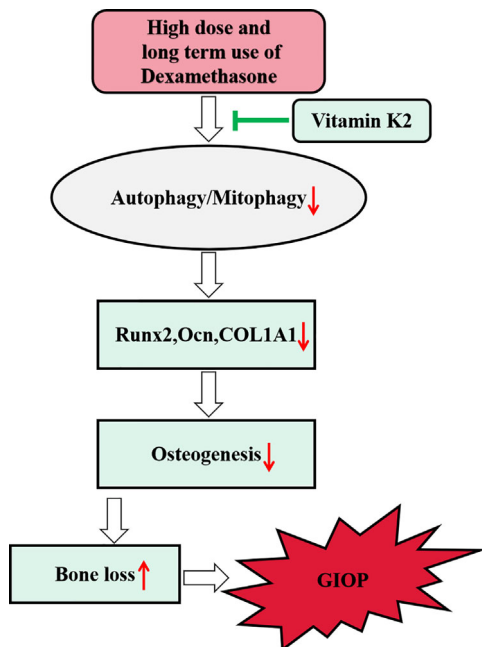 High dose and
long term use of
Dexamethasone
Vitamin K2
Autophagy/Mitophagy
Runx2,Ocn,COL1A1
Osteogenesis
Bone loss
GIOP